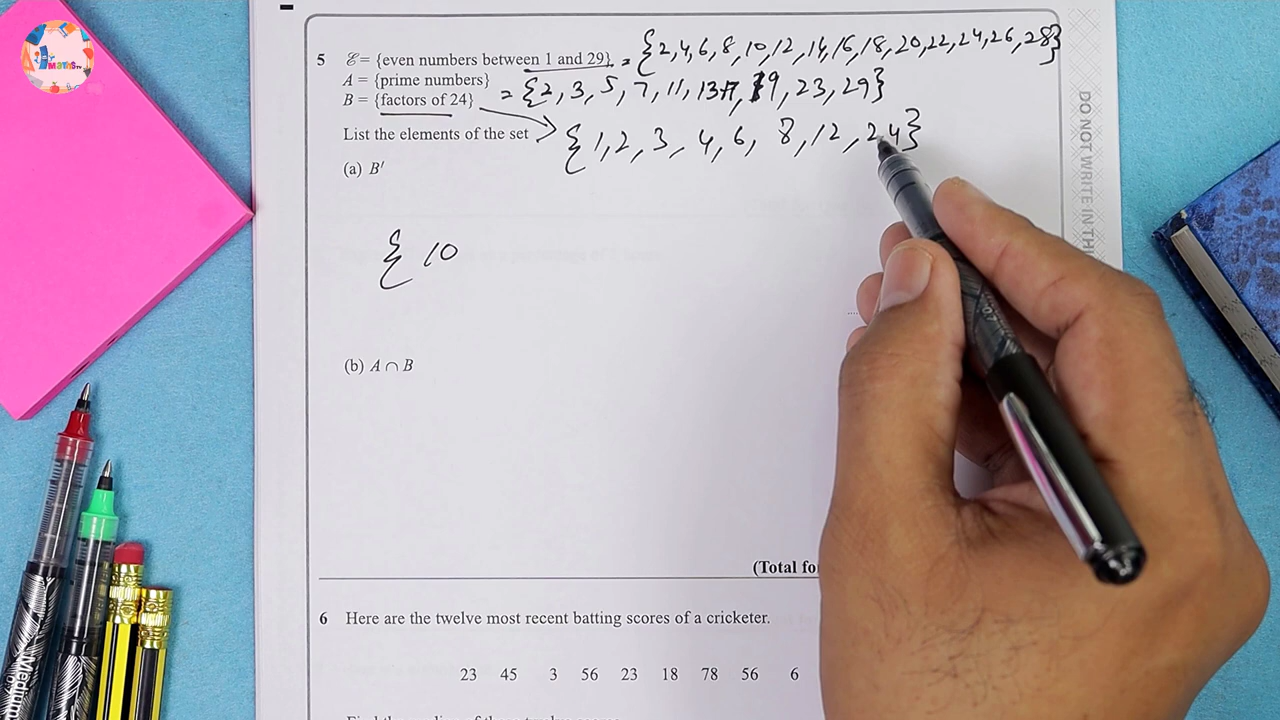 MATHS TV
5 ℰ = {even numbers between 1 and 29} = {2,4,6,8,10,12,14,16,18,20,22,24,26,28}
A = {prime numbers} = {2, 3, 5, 7, 11, 13, 17, 19, 23, 29}
B = {factors of 24}
List the elements of the set {1,2,3,4,6,8,12,24}
(a) B′
{ 10
(b) A ∩ B
(Total fo
6 Here are the twelve most recent batting scores of a cricketer.
23 45 3 56 23 18 78 56 6
DO NOT WRITE IN TH
Medium